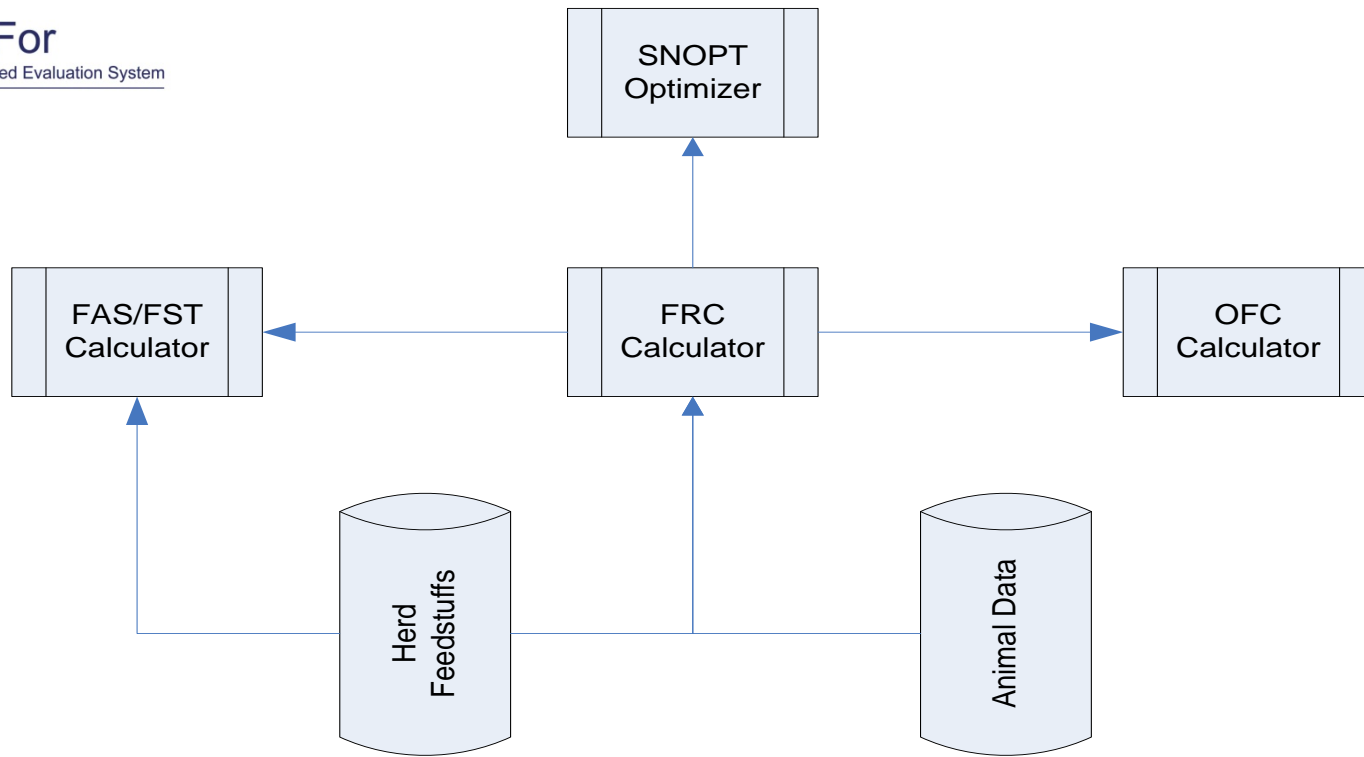 For
ed Evaluation System
SNOPT
Optimizer
FAS/FST
Calculator
FRC
Calculator
OFC
Calculator
Herd
Feedstuffs
Animal Data